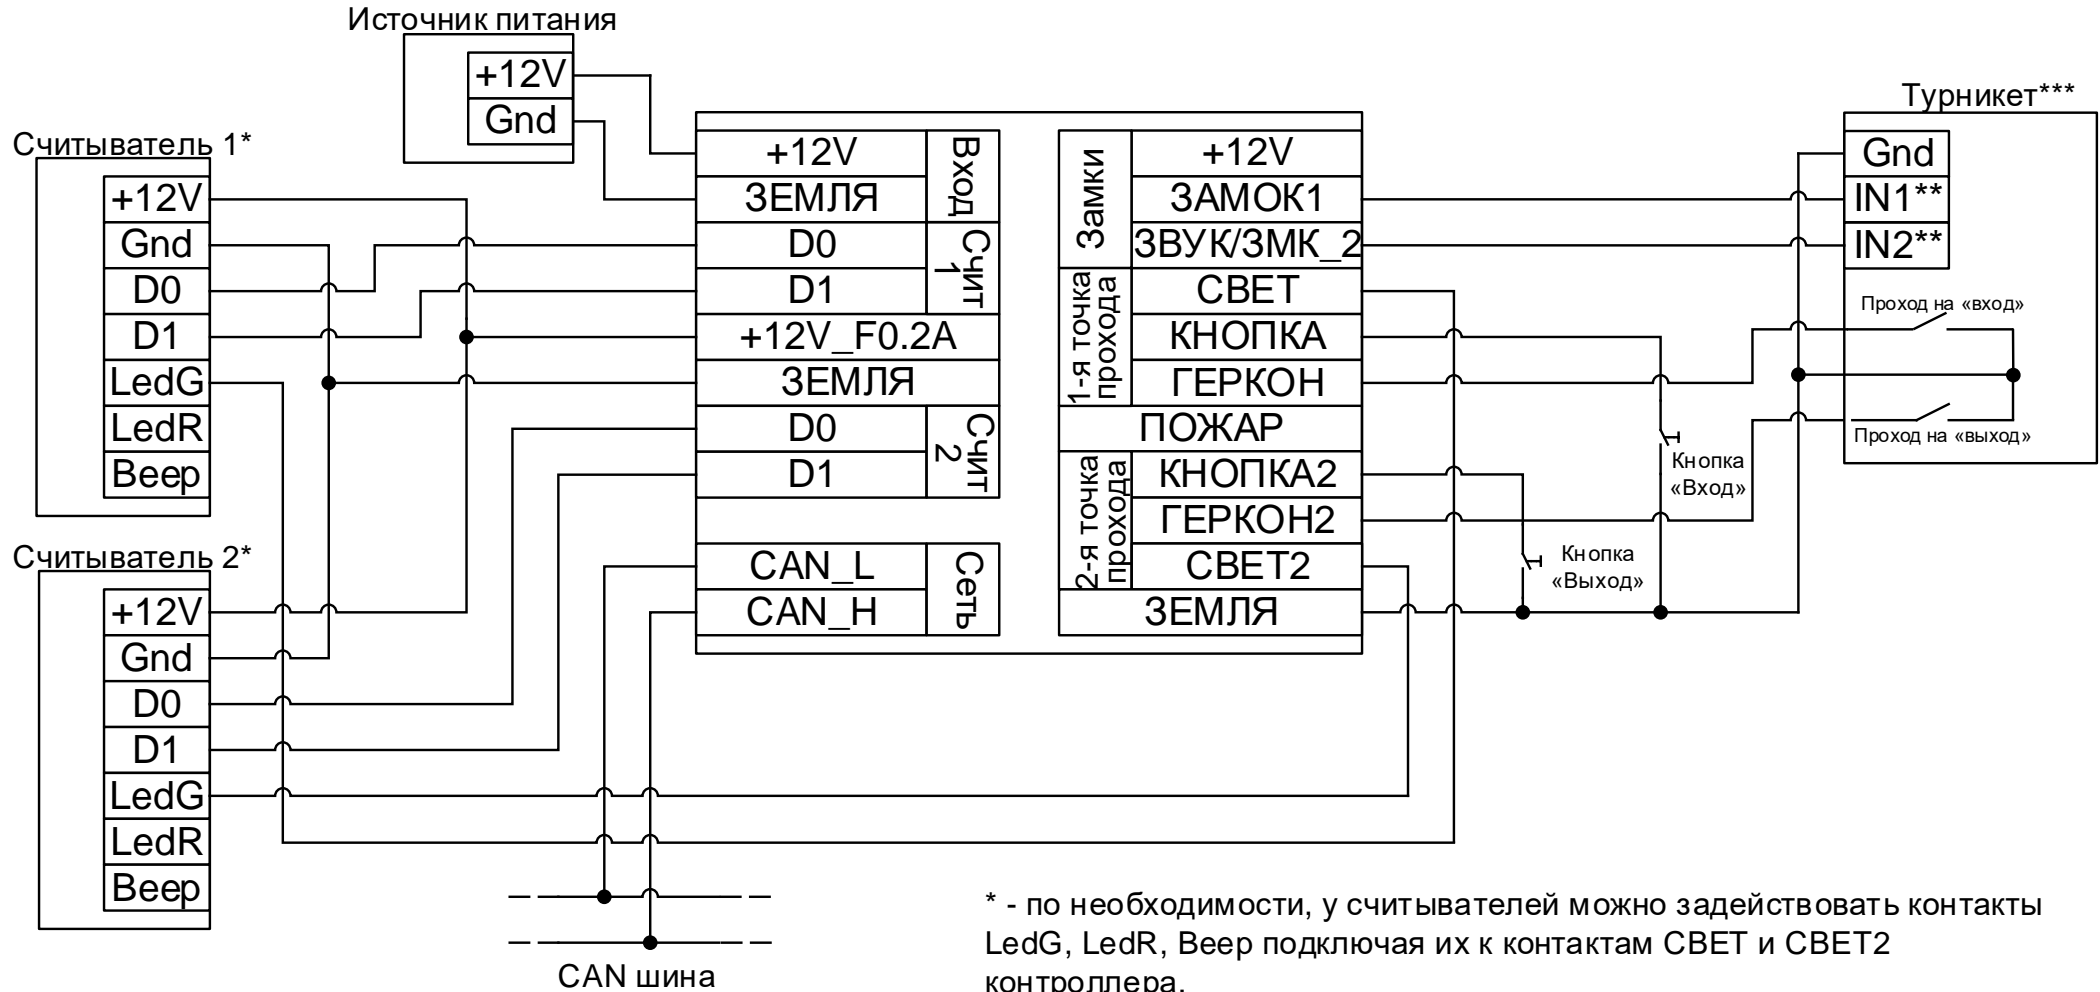 Источник питания
+12V
Gnd
Считыватель 1*
+12V
Gnd
D0
D1
LedG
LedR
Beep
Считыватель 2*
+12V
Gnd
D0
D1
LedG
LedR
Beep
+12V
ЗЕМЛЯ
Вход
D0
D1
Счит
1
+12V_F0.2A
ЗЕМЛЯ
D0
D1
Счит
2
CAN_L
CAN_H
Сеть
Замки
+12V
ЗАМОК1
ЗВУК/ЗМК_2
1-я точка
прохода
СВЕТ
КНОПКА
ГЕРКОН
ПОЖАР
2-я точка
прохода
КНОПКА2
ГЕРКОН2
СВЕТ2
ЗЕМЛЯ
Турникет***
Gnd
IN1**
IN2**
Проход на «вход»
Проход на «выход»
Кнопка
«Вход»
Кнопка
«Выход»
CAN шина
* - по необходимости, у считывателей можно задействовать контакты
LedG, LedR, Beep подключая их к контактам СВЕТ и СВЕТ2
контроллера.